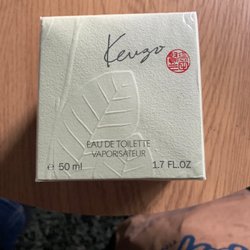 Kenzo
EAU DE TOILETTE
VAPORISATEUR
℮ 50 ml 1.7 FL.OZ